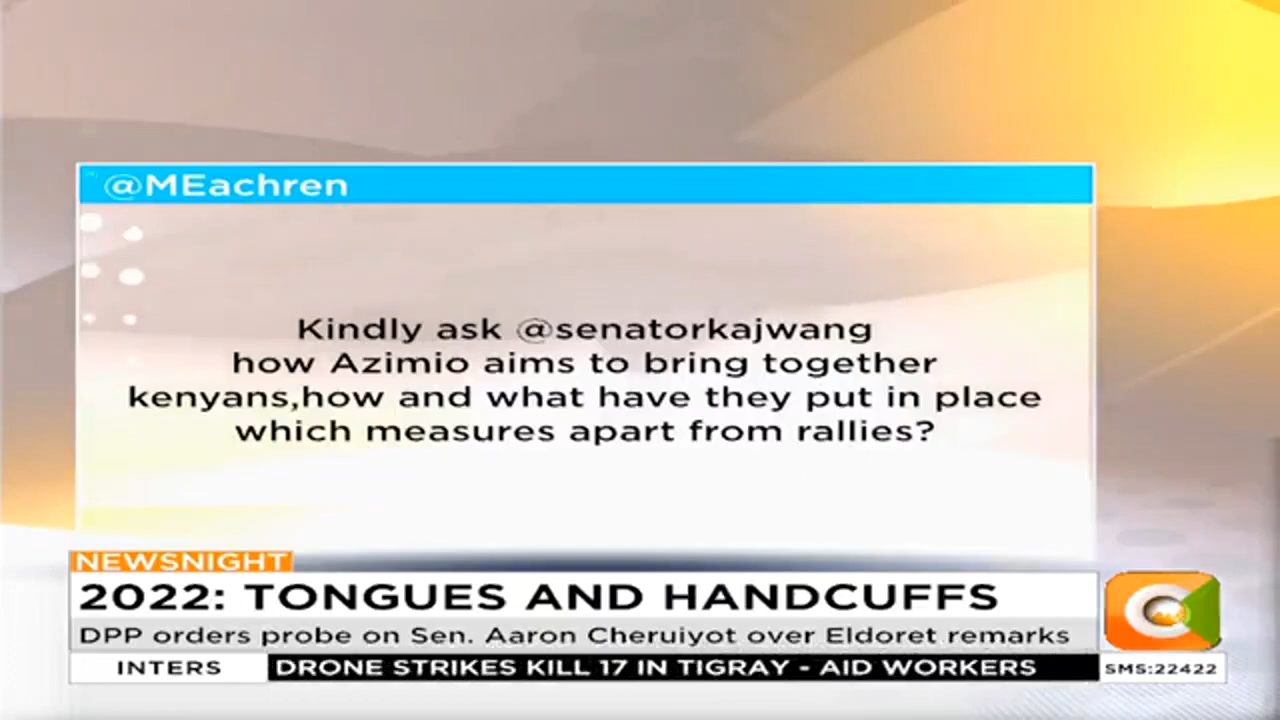 @MEachren
Kindly ask @senatorkajwang
how Azimio aims to bring together
kenyans,how and what have they put in place
which measures apart from rallies?
NEWSNIGHT
2022: TONGUES AND HANDCUFFS
DPP orders probe on Sen. Aaron Cheruiyot over Eldoret remarks
INTERS
DRONE STRIKES KILL 17 IN TIGRAY - AID WORKERS
SMS:22422